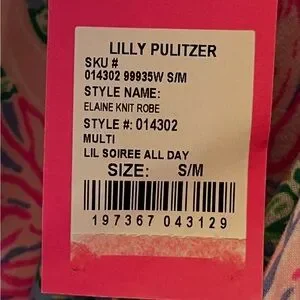 LILLY PULITZER
SKU #
014302 99935W S/M
STYLE NAME:
ELAINE KNIT ROBE
STYLE #: 014302
MULTI
LIL SOIREE ALL DAY
SIZE: S/M
197367 043129